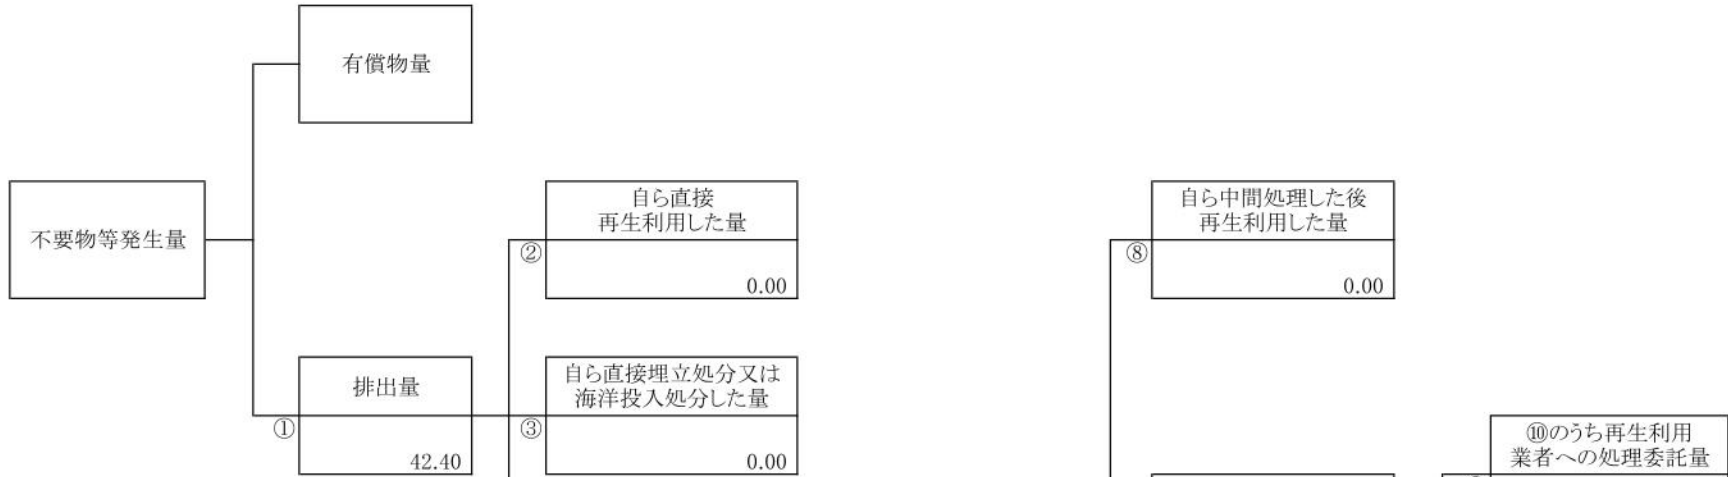 有償物量
不要物等発生量
自ら直接
再生利用した量
②
0.00
自ら中間処理した後
再生利用した量
⑧
0.00
排出量
①
42.40
自ら直接埋立処分又は
海洋投入処分した量
③
0.00
⑩のうち再生利用
業者への処理委託量